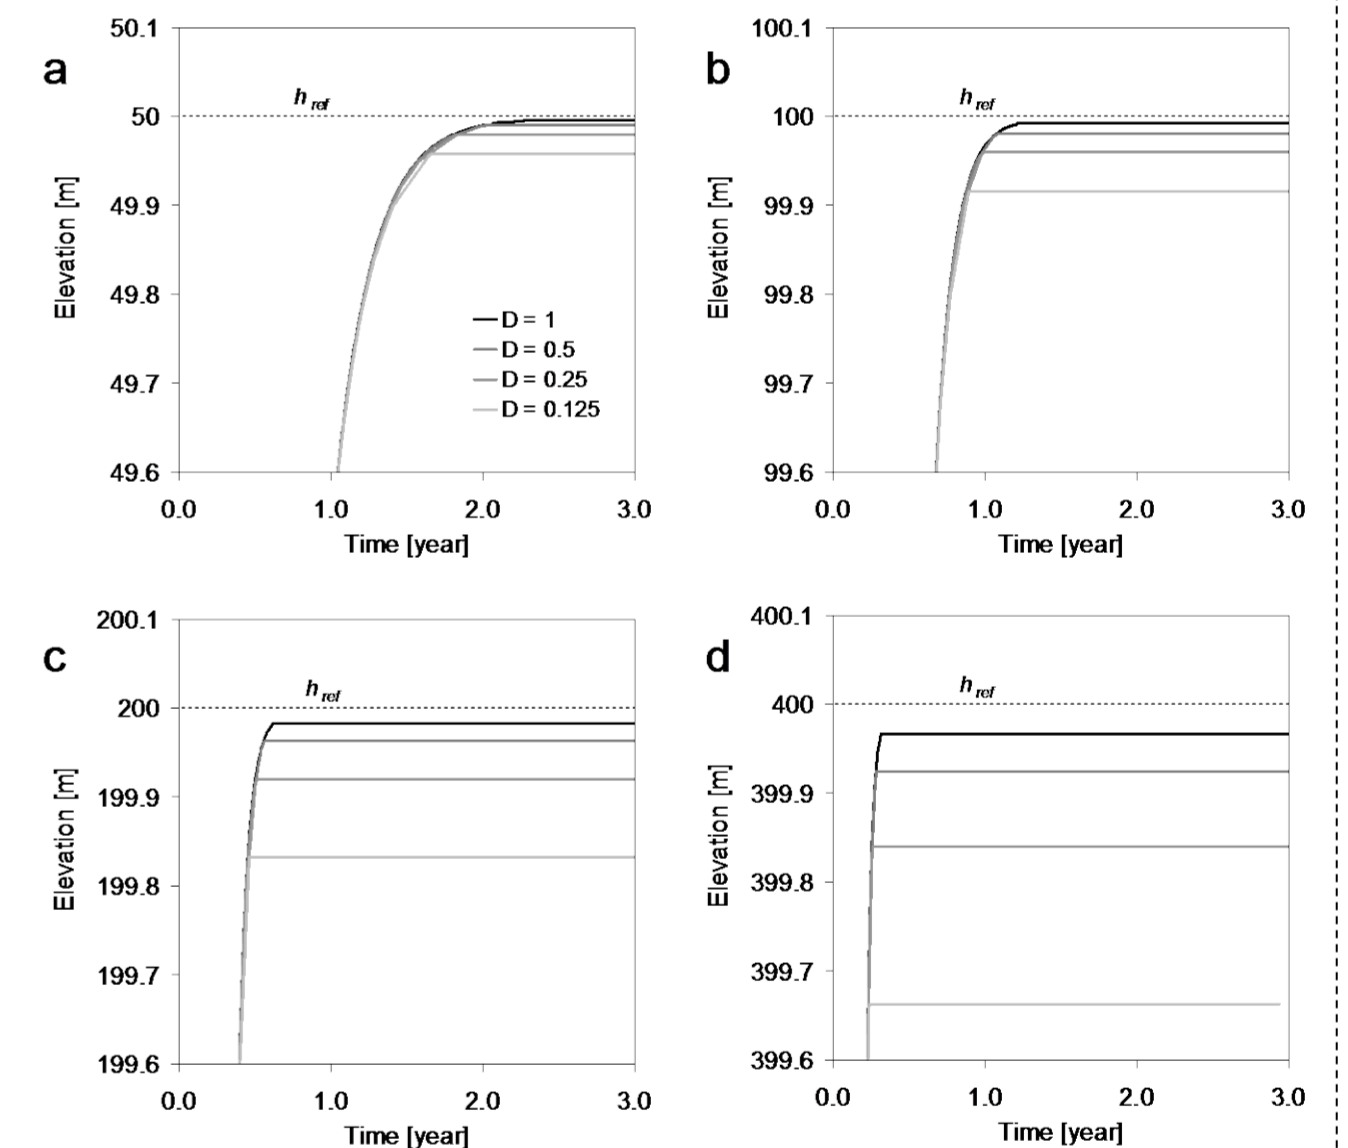 a
50.1
50
49.9
49.8
49.7
49.6
h ref
Elevation [m]
D = 1
D = 0.5
D = 0.25
D = 0.125
0.0 1.0 2.0 3.0
Time [year]
b
100.1
100
99.9
99.8
99.7
99.6
h ref
Elevation [m]
0.0 1.0 2.0 3.0
Time [year]
c
200.1
200
199.9
199.8
199.7
199.6
h ref
Elevation [m]
0.0 1.0 2.0 3.0
Time [year]
d
400.1
400
399.9
399.8
399.7
399.6
h ref
Elevation [m]
0.0 1.0 2.0 3.0
Time [year]